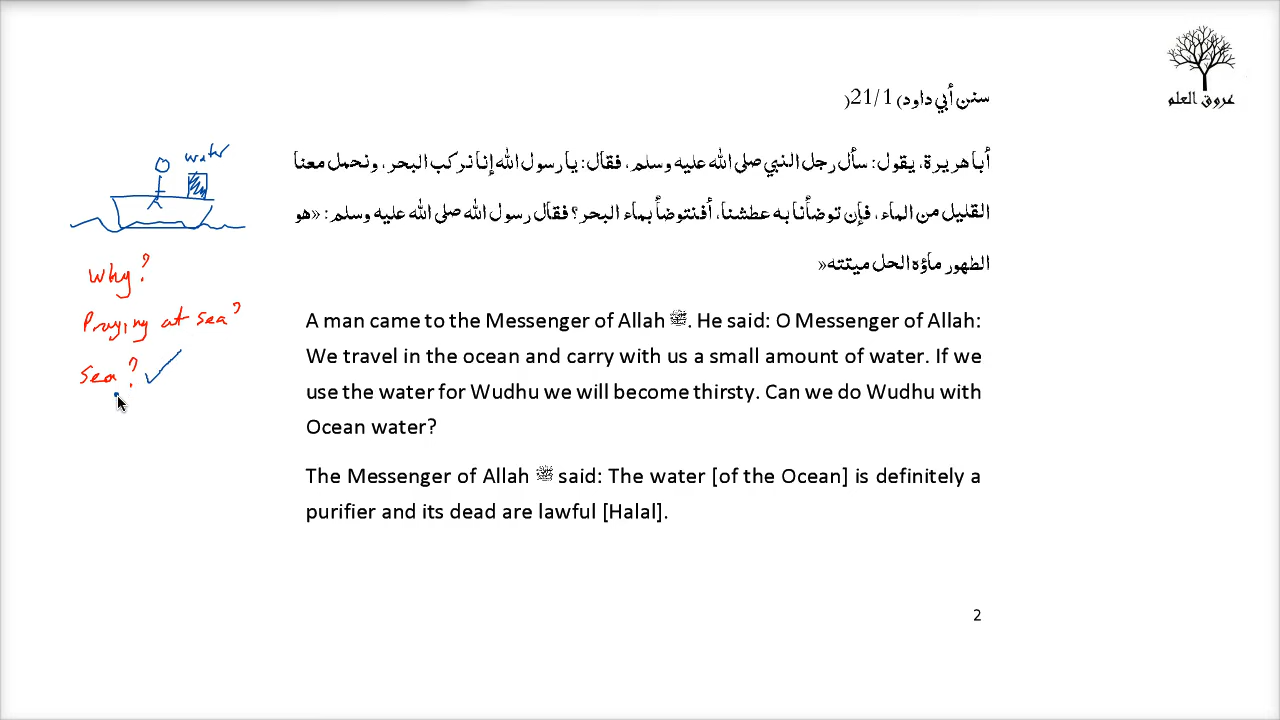 عروق العلم
سنن أبي داود) 21/1(
أبا هريرة، يقول: سأل رجل النبي صلى الله عليه وسلم، فقال: يا رسول الله إنا نركب البحر، ونحمل معنا
القليل من الماء، فإن توضأنا به عطشنا، أفنتوضأ بماء البحر؟ فقال رسول الله صلى الله عليه وسلم: «هو
الطهور ماؤه الحل ميتته«
water
Why?
Praying at sea?
Sea?
A man came to the Messenger of Allah ﷺ. He said: O Messenger of Allah:
We travel in the ocean and carry with us a small amount of water. If we
use the water for Wudhu we will become thirsty. Can we do Wudhu with
Ocean water?
The Messenger of Allah ﷺ said: The water [of the Ocean] is definitely a
purifier and its dead are lawful [Halal].
2